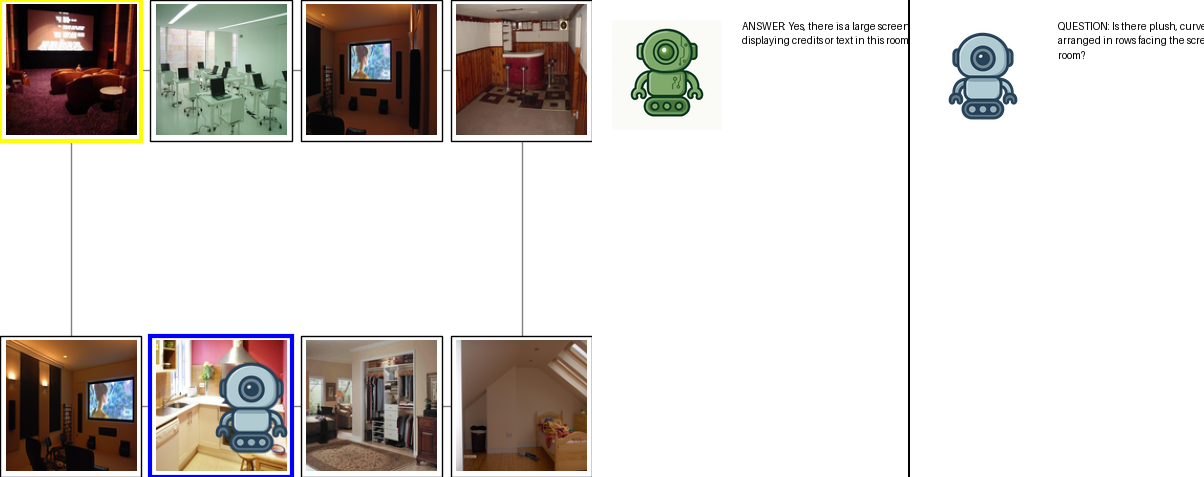 ANSWER: Yes, there is a large screen
displaying credits or text in this room
QUESTION: Is there plush, curve
arranged in rows facing the scre
room?